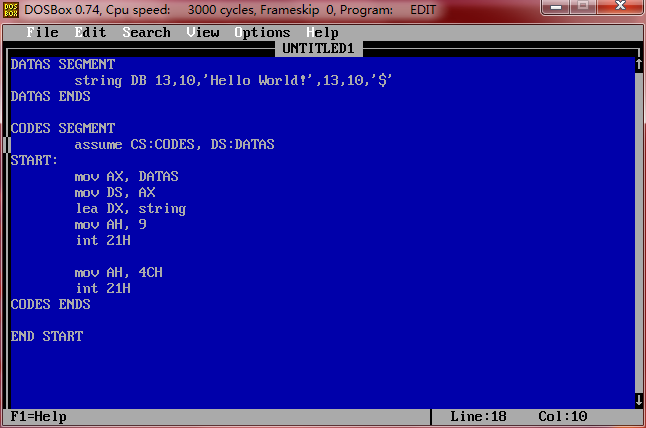 DOSBox 0.74, Cpu speed: 3000 cycles, Frameskip 0, Program: EDIT
File Edit Search View Options Help
UNTITLED1
DATAS SEGMENT
string DB 13,10,'Hello World!',13,10,'$'
DATAS ENDS
CODES SEGMENT
assume CS:CODES, DS:DATAS
START:
mov AX, DATAS
mov DS, AX
lea DX, string
mov AH, 9
int 21H
mov AH, 4CH
int 21H
CODES ENDS
END START
F1=Help Line:18 Col:10